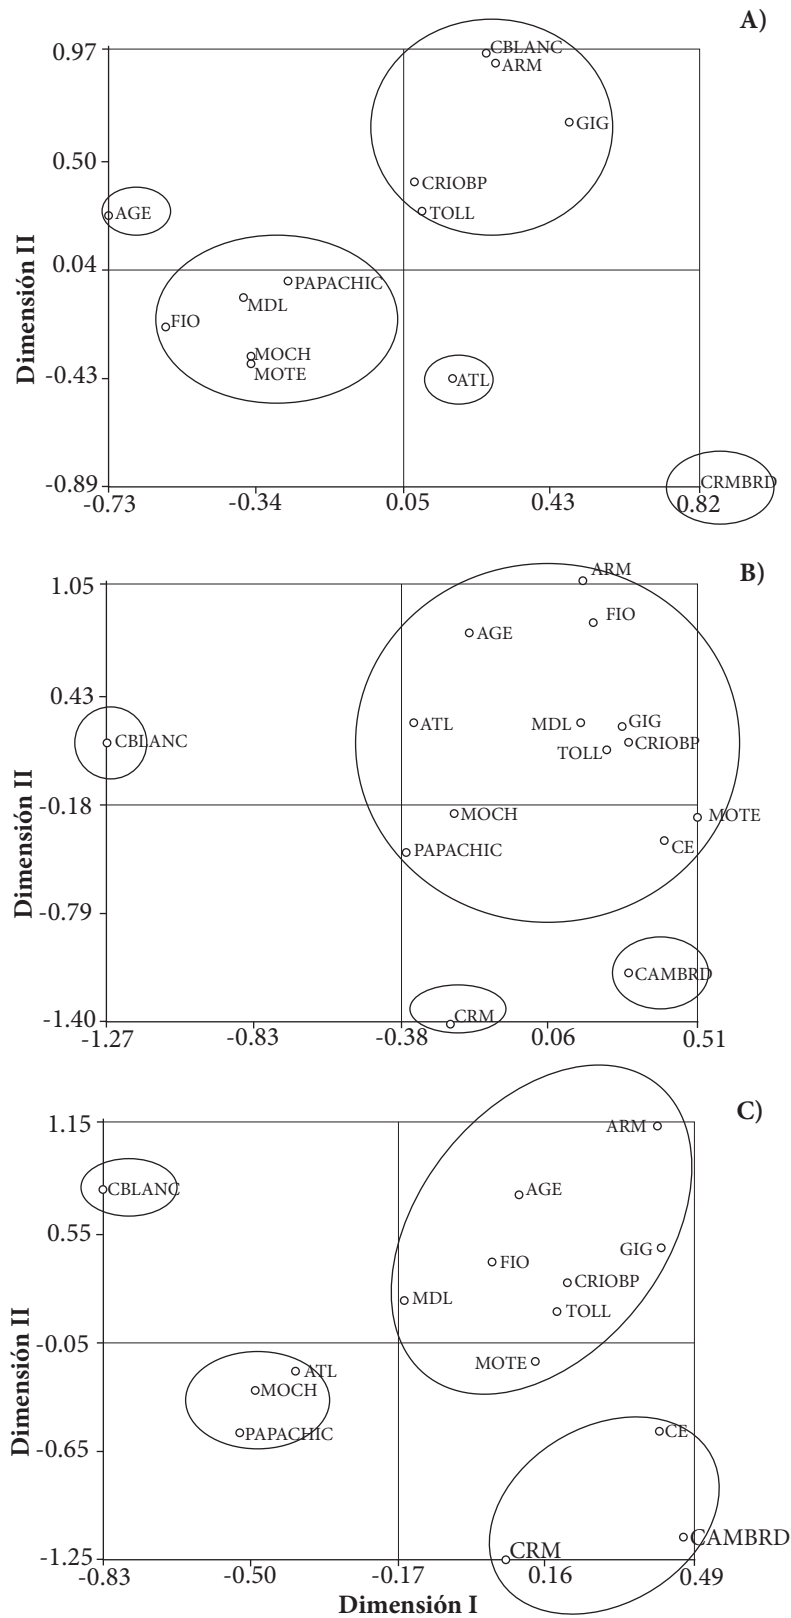 A)
0.97
CBLANC
ARM
GIG
0.50
CRIOBP
AGE
TOLL
Dimensión II
0.04
PAPACHIC
MDL
FIO
MOCH
MOTE
-0.43
ATL
CRMBRD
-0.89
-0.73
-0.34
0.05
0.43
0.82
B)
ARM
1.05
FIO
AGE
0.43
ATL
MDL
GIG
CBLANC
CRIOBP
TOLL
Dimensión II
-0.18
MOCH
MOTE
CE
PAPACHIC
-0.79
CAMBRD
CRM
-1.40
-1.27
-0.83
-0.38
0.06
0.51
C)
1.15
ARM
CBLANC
AGE
0.55
GIG
FIO
CRIOBP
MDL
TOLL
Dimensión II
-0.05
MOTE
ATL
MOCH
PAPACHIC
CE
-0.65
CAMBRD
CRM
-1.25
-0.83
-0.50
-0.17
0.16
0.49
Dimensión I